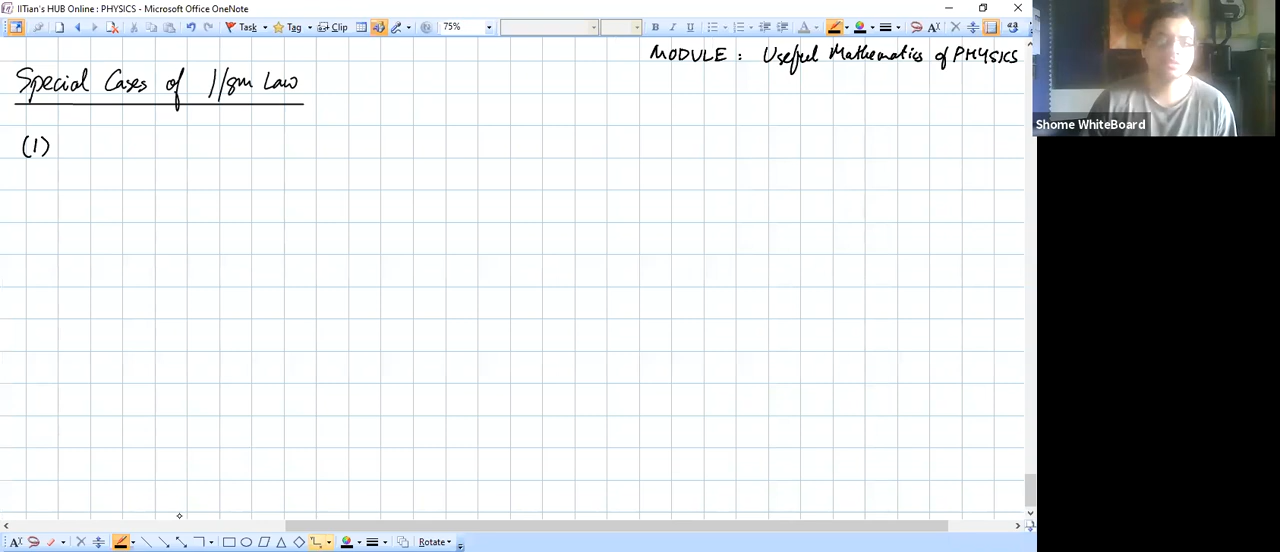 IITian's HUB Online : PHYSICS - Microsoft Office OneNote
Task Tag Clip 75% B I U
MODULE : Useful Mathematics of PHYSICS
Special Cases of ||gm Law
(1)
Shome WhiteBoard
Rotate